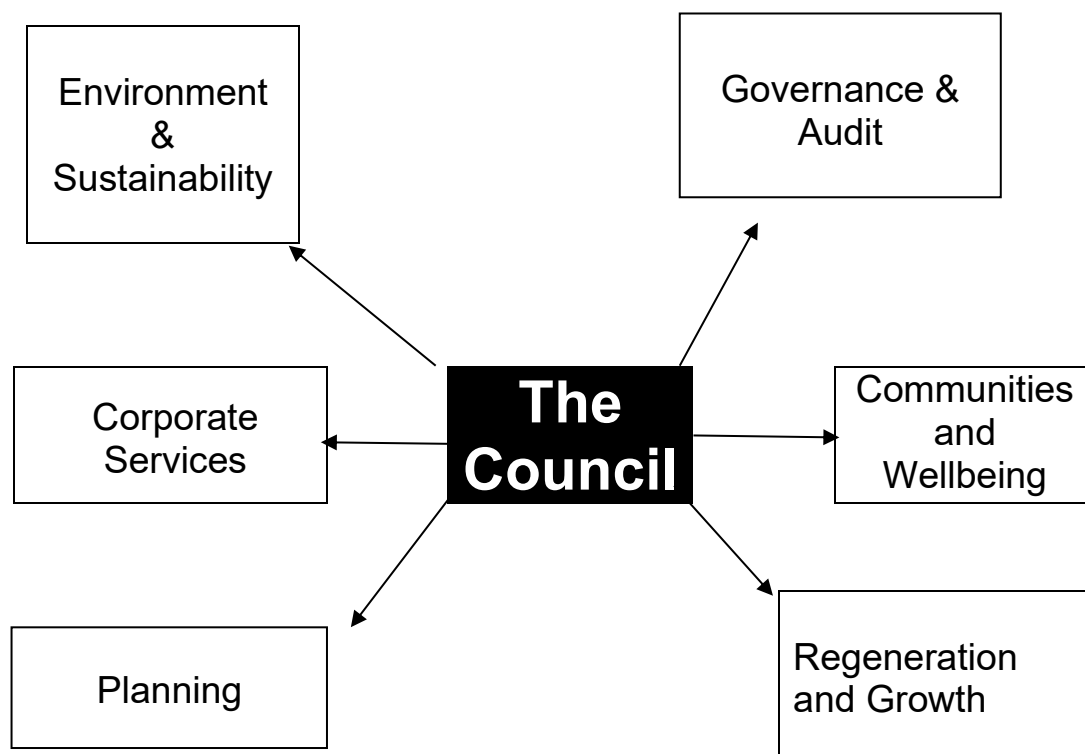 Environment
&
Sustainability
Governance &
Audit
Corporate
Services
The
Council
Communities
and
Wellbeing
Planning
Regeneration
and Growth